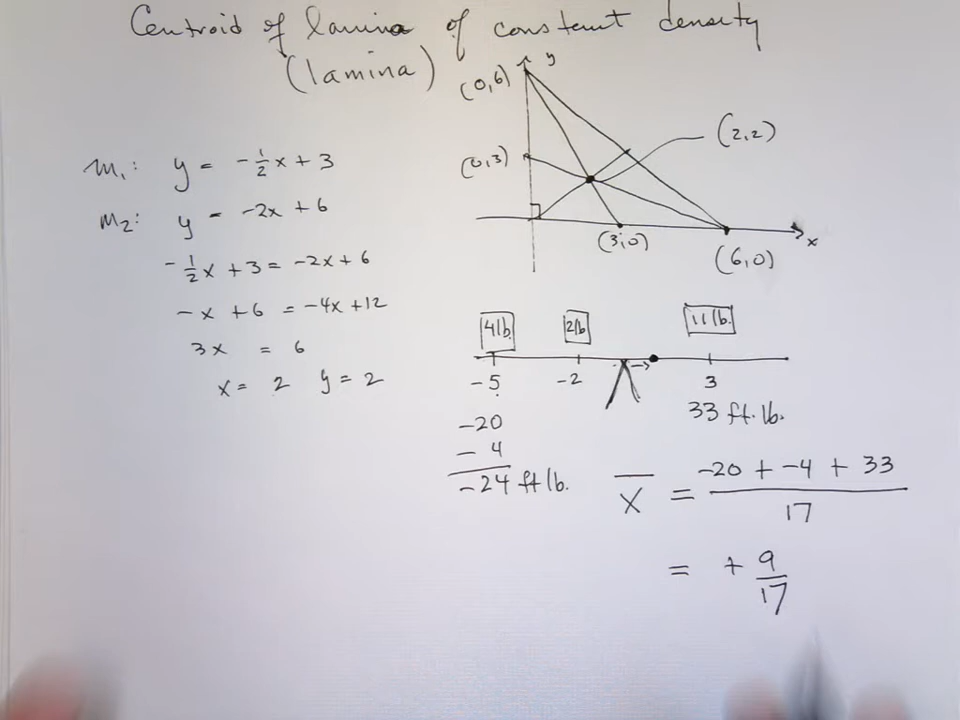 Centroid of lamina of constant density
(lamina)
y
(0,6)
(0,3)
(2,2)
(3,0)
(6,0)
x
m₁: y = -1/2x + 3
m₂: y = -2x + 6
-1/2x + 3 = -2x + 6
-x + 6 = -4x + 12
3x = 6
x = 2 y = 2
4lb 2lb 11 lb.
-5 -2 3
-20 33 ft. lb.
-4
-24 ft lb.
x̄ = (-20 + -4 + 33)/17
= + 9/17